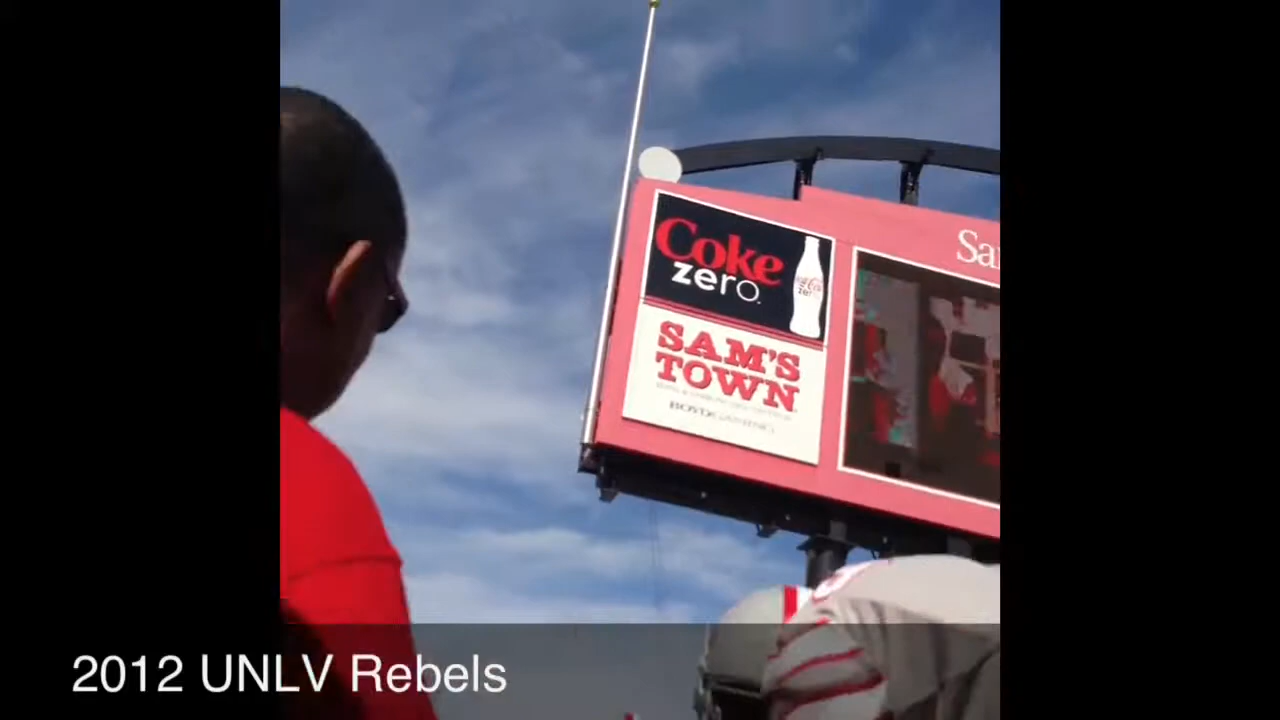 Sa
Coke
zero
SAM'S
TOWN
BOYD GAMING
2012 UNLV Rebels